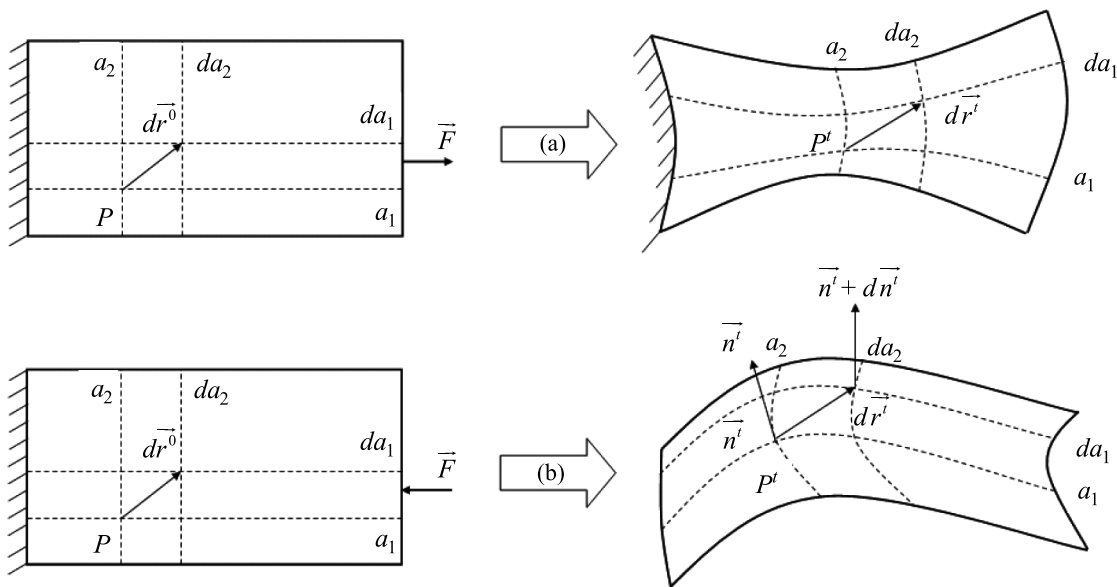 a₂ da₂
dr⁰ da₁
F⃗
P a₁
(a)
a₂ da₂ da₁
drᵗ
Pᵗ
a₁
a₂ da₂
dr⁰ da₁
F⃗
P a₁
(b)
nᵗ + dnᵗ
nᵗ a₂ da₂
nᵗ drᵗ
da₁
Pᵗ a₁